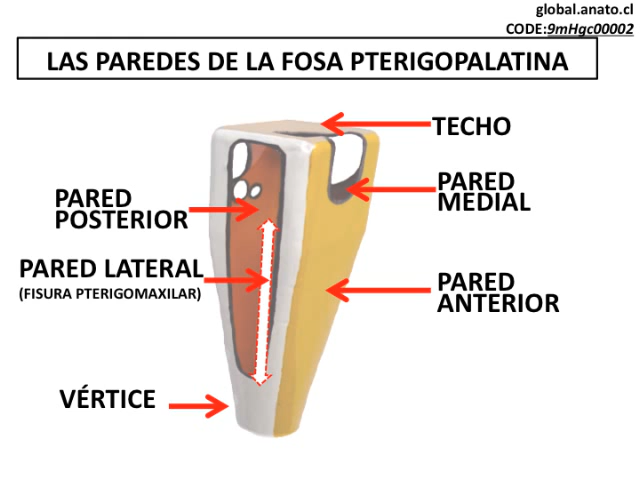 global.anato.cl
CODE:9mHgc00002
LAS PAREDES DE LA FOSA PTERIGOPALATINA
TECHO
PARED
MEDIAL
PARED
POSTERIOR
PARED LATERAL
(FISURA PTERIGOMAXILAR)
PARED
ANTERIOR
VÉRTICE